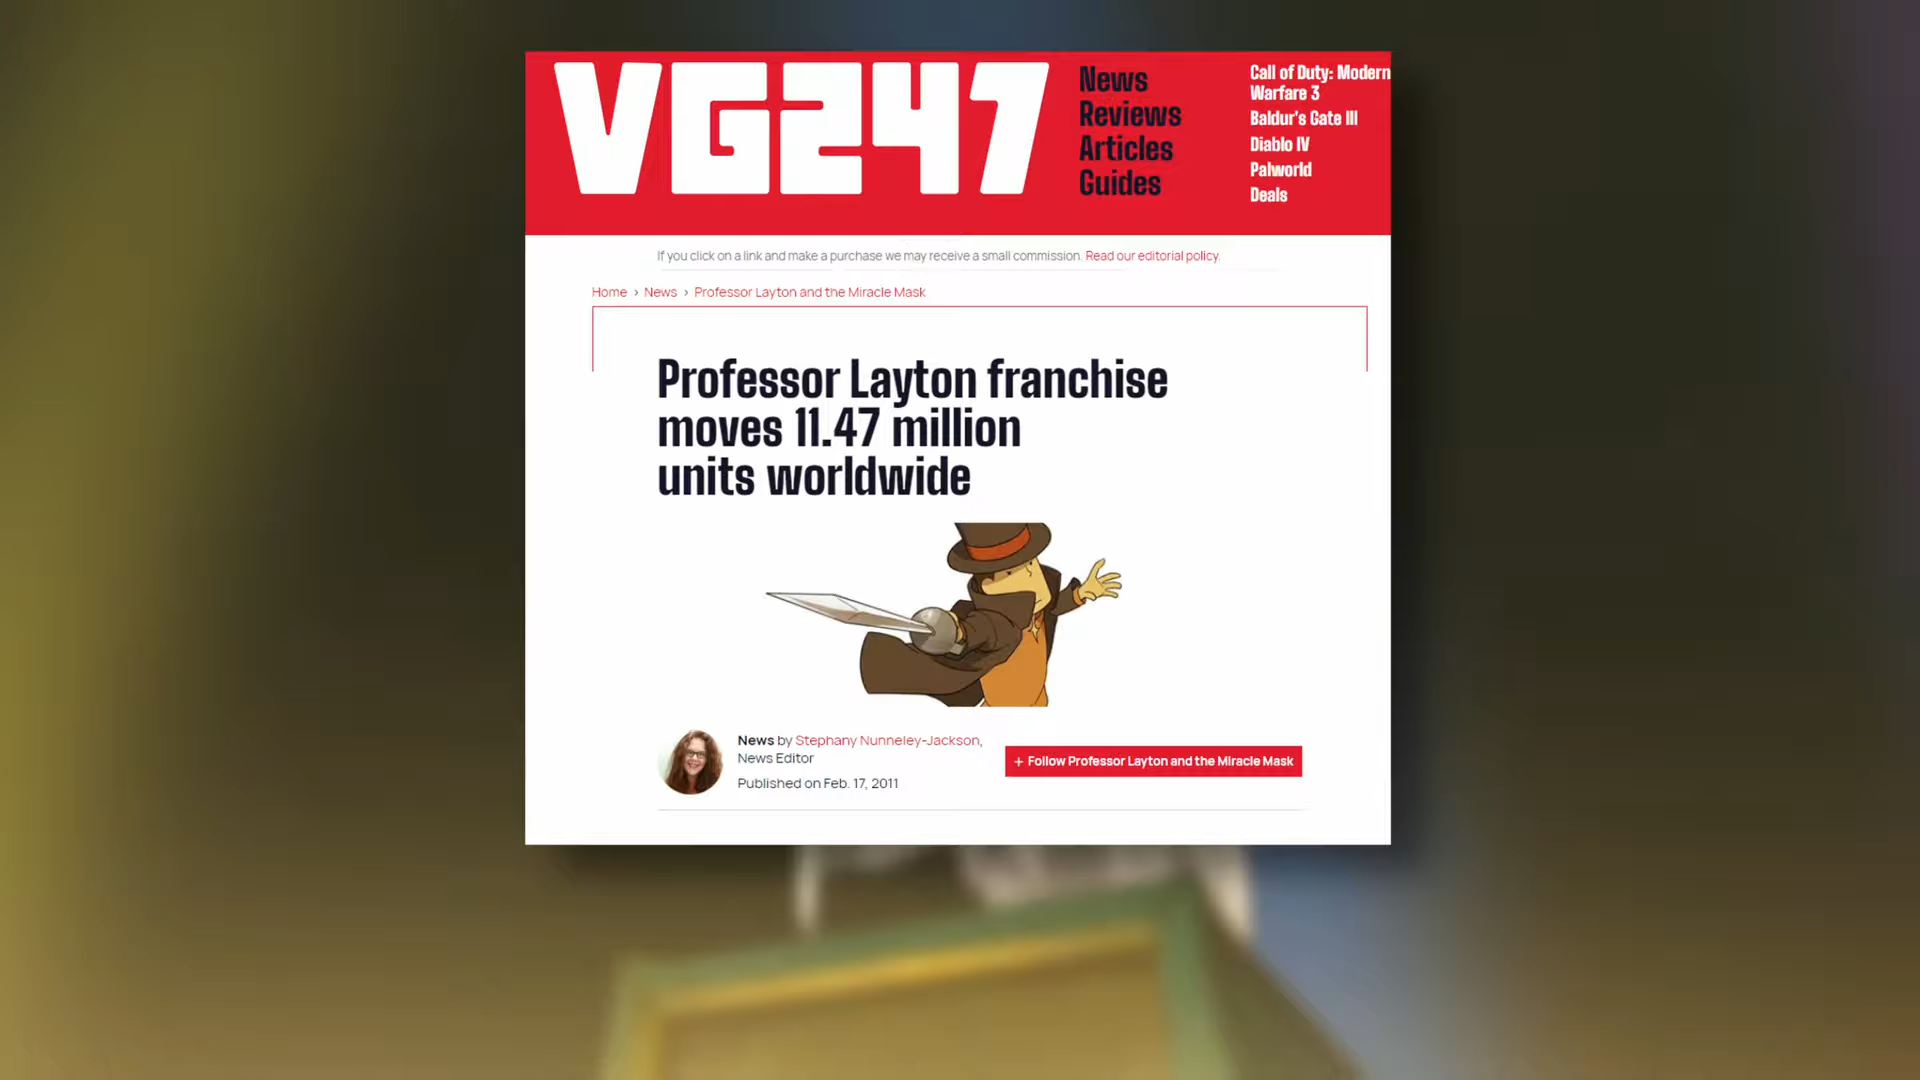 VG247
News
Reviews
Articles
Guides
Call of Duty: Modern
Warfare 3
Baldur's Gate III
Diablo IV
Palworld
Deals
If you click on a link and make a purchase we may receive a small commission. Read our editorial policy.
Home › News › Professor Layton and the Miracle Mask
Professor Layton franchise
moves 11.47 million
units worldwide
News by Stephany Nunneley-Jackson,
News Editor
Published on Feb. 17, 2011
+ Follow Professor Layton and the Miracle Mask